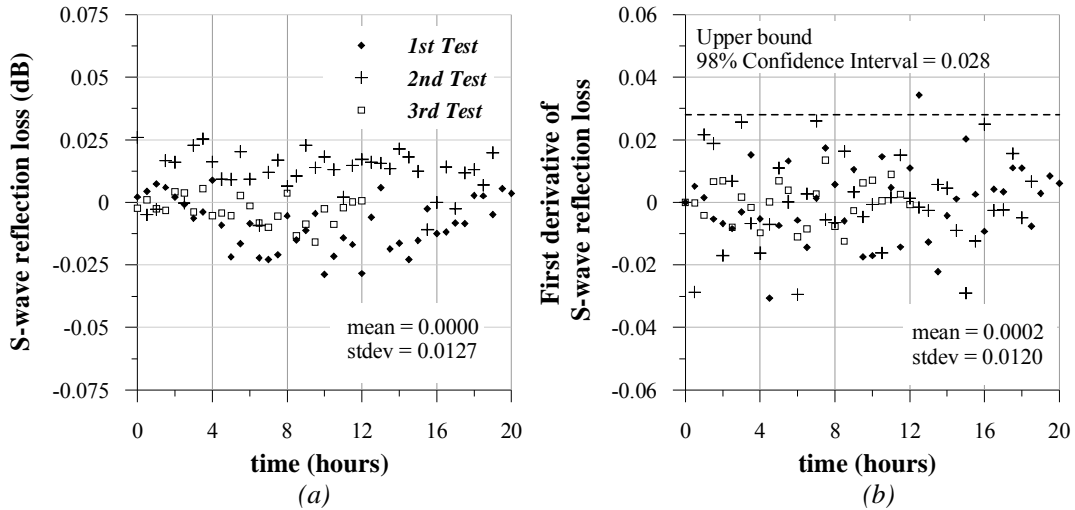 0.075
0.05
0.025
0
-0.025
-0.05
-0.075
S-wave reflection loss (dB)
1st Test
2nd Test
3rd Test
mean = 0.0000
stdev = 0.0127
0 4 8 12 16 20
time (hours)
(a)
0.06
0.04
0.02
0
-0.02
-0.04
-0.06
First derivative of
S-wave reflection loss
Upper bound
98% Confidence Interval = 0.028
mean = 0.0002
stdev = 0.0120
0 4 8 12 16 20
time (hours)
(b)